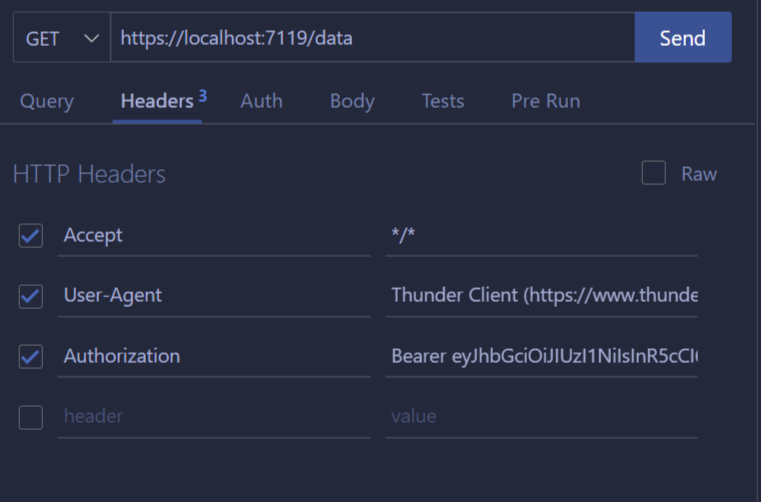 GET https://localhost:7119/data Send
Query Headers 3 Auth Body Tests Pre Run
HTTP Headers Raw
Accept */*
User-Agent Thunder Client (https://www.thunde
Authorization Bearer eyJhbGciOiJIUzI1NiIsInR5cCI6
header value